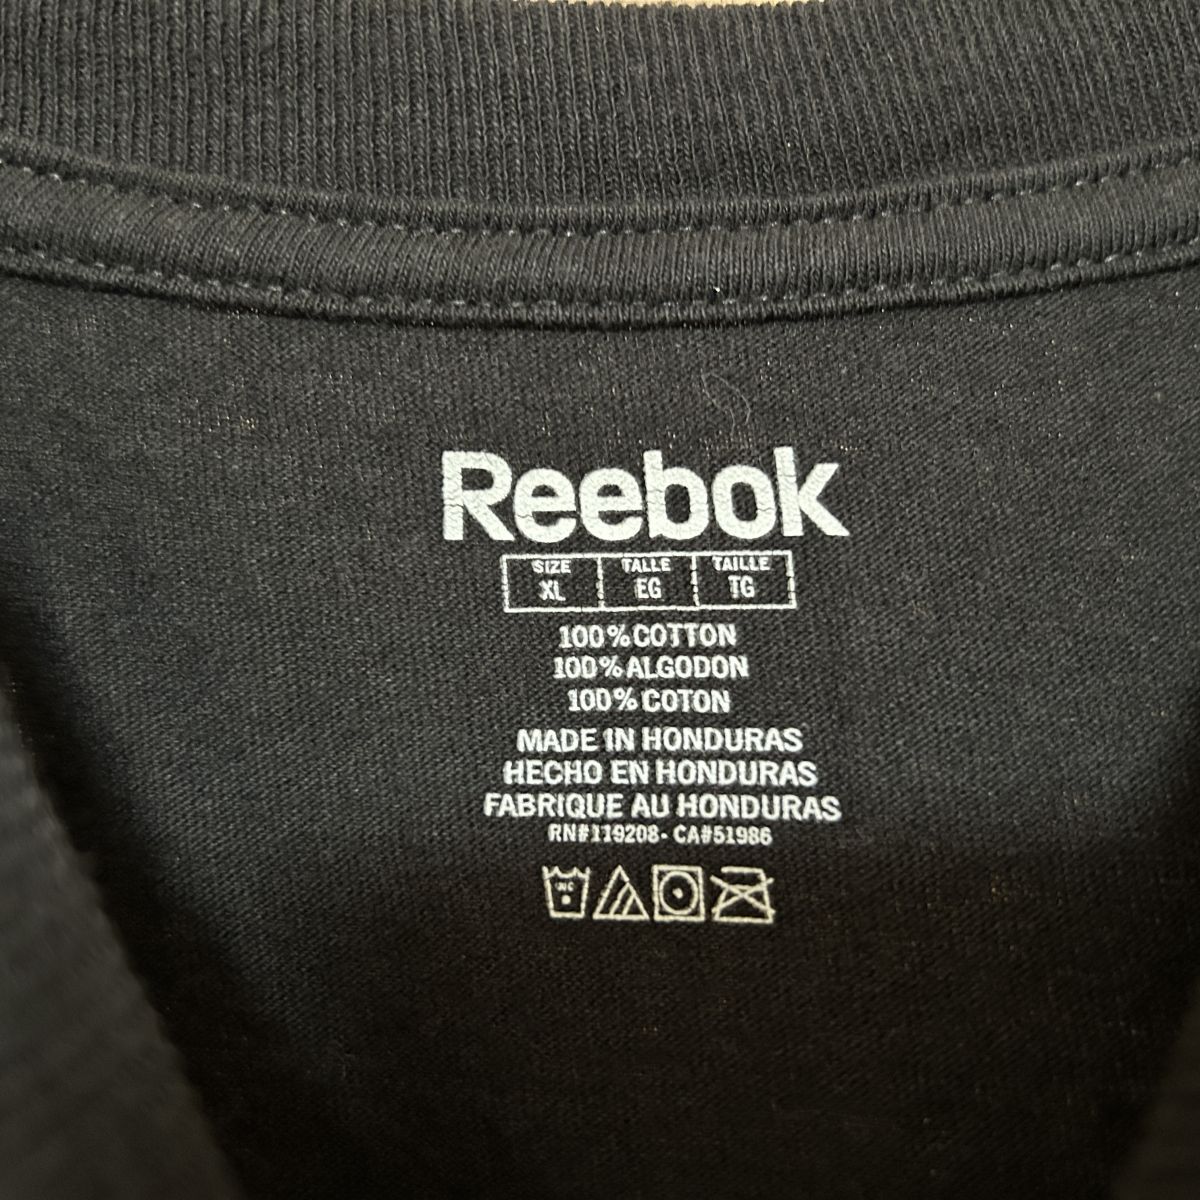 Reebok
SIZE TALLE TAILLE
XL EG TG
100% COTTON
100% ALGODON
100% COTON
MADE IN HONDURAS
HECHO EN HONDURAS
FABRIQUE AU HONDURAS
RN#119208- CA#51986